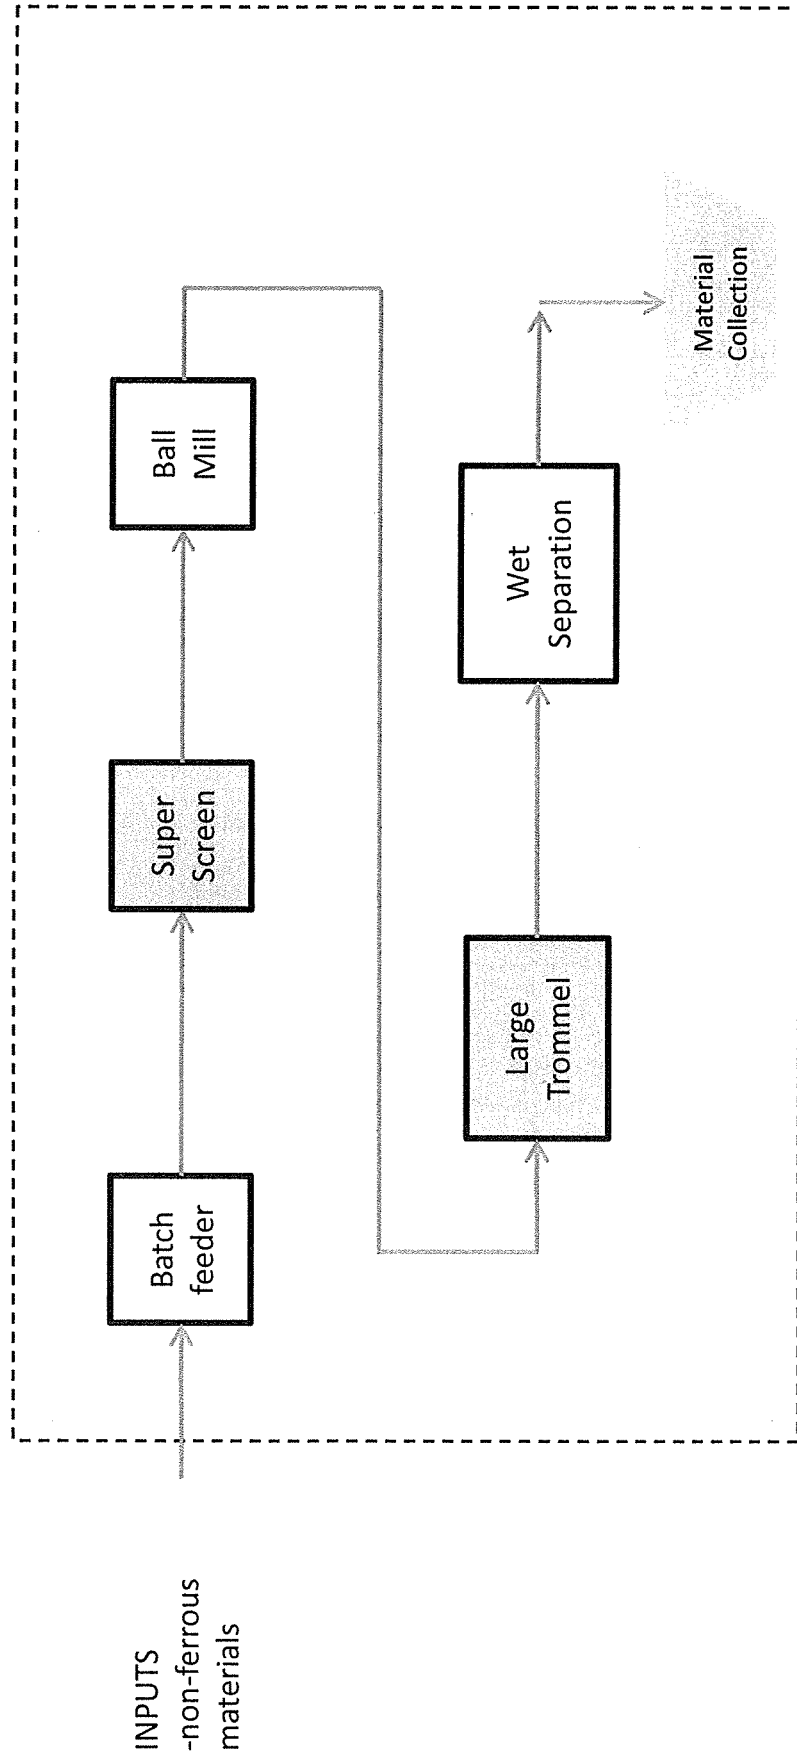 INPUTS
-non-ferrous
materials
Batch
feeder
Super
Screen
Ball
Mill
Large
Trommel
Wet
Separation
Material
Collection